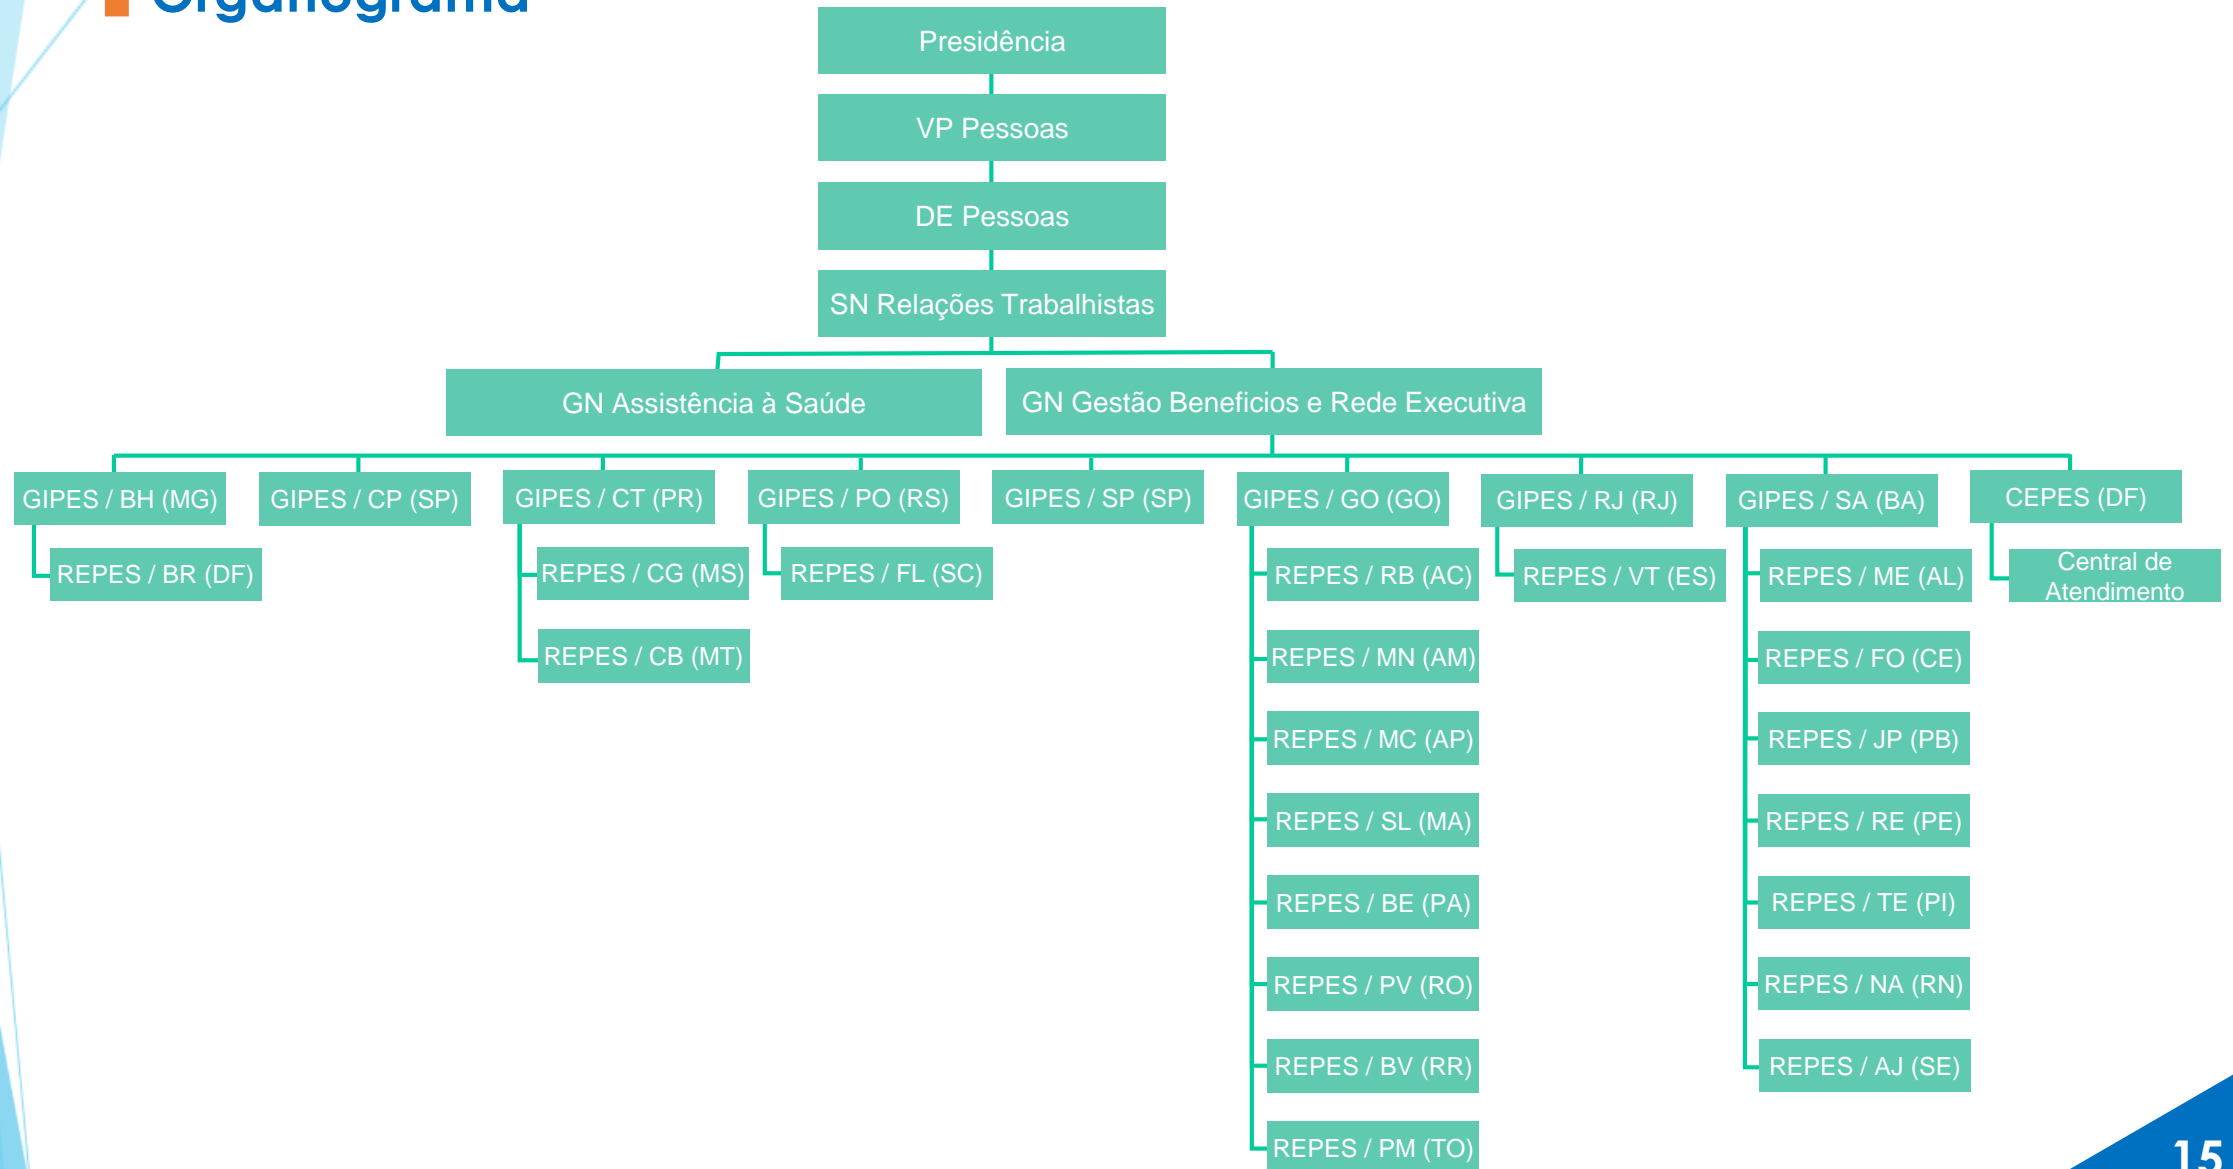 Organograma
Presidência
VP Pessoas
DE Pessoas
SN Relações Trabalhistas
GN Assistência à Saúde
GN Gestão Beneficios e Rede Executiva
GIPES / BH (MG)
REPES / BR (DF)
GIPES / CP (SP)
GIPES / CT (PR)
REPES / CG (MS)
REPES / CB (MT)
GIPES / PO (RS)
REPES / FL (SC)
GIPES / SP (SP)
GIPES / GO (GO)
REPES / RB (AC)
REPES / MN (AM)
REPES / MC (AP)
REPES / SL (MA)
REPES / BE (PA)
REPES / PV (RO)
REPES / BV (RR)
REPES / PM (TO)
GIPES / RJ (RJ)
REPES / VT (ES)
GIPES / SA (BA)
REPES / ME (AL)
REPES / FO (CE)
REPES / JP (PB)
REPES / RE (PE)
REPES / TE (PI)
REPES / NA (RN)
REPES / AJ (SE)
CEPES (DF)
Central de
Atendimento
15